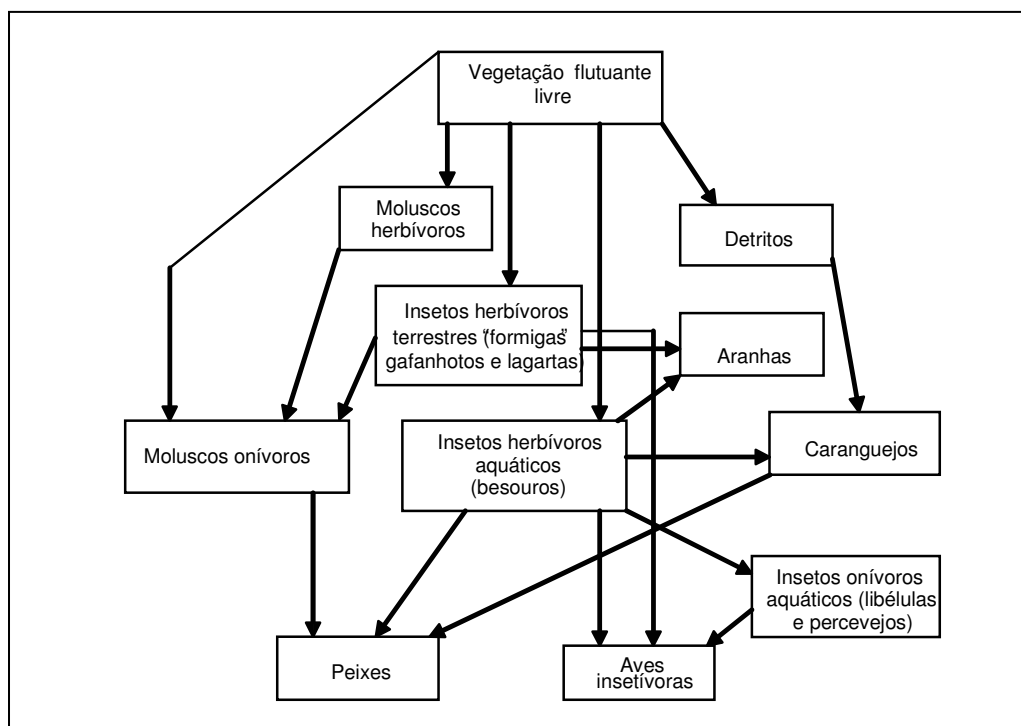 Vegetação flutuante
livre
Moluscos
herbívoros
Detritos
Insetos herbívoros
terrestres “(formigas”
gafanhotos e lagartas)
Aranhas
Moluscos onívoros
Insetos herbívoros
aquáticos
(besouros)
Caranguejos
Insetos onívoros
aquáticos (libélulas
e percevejos)
Peixes
Aves
insetívoras